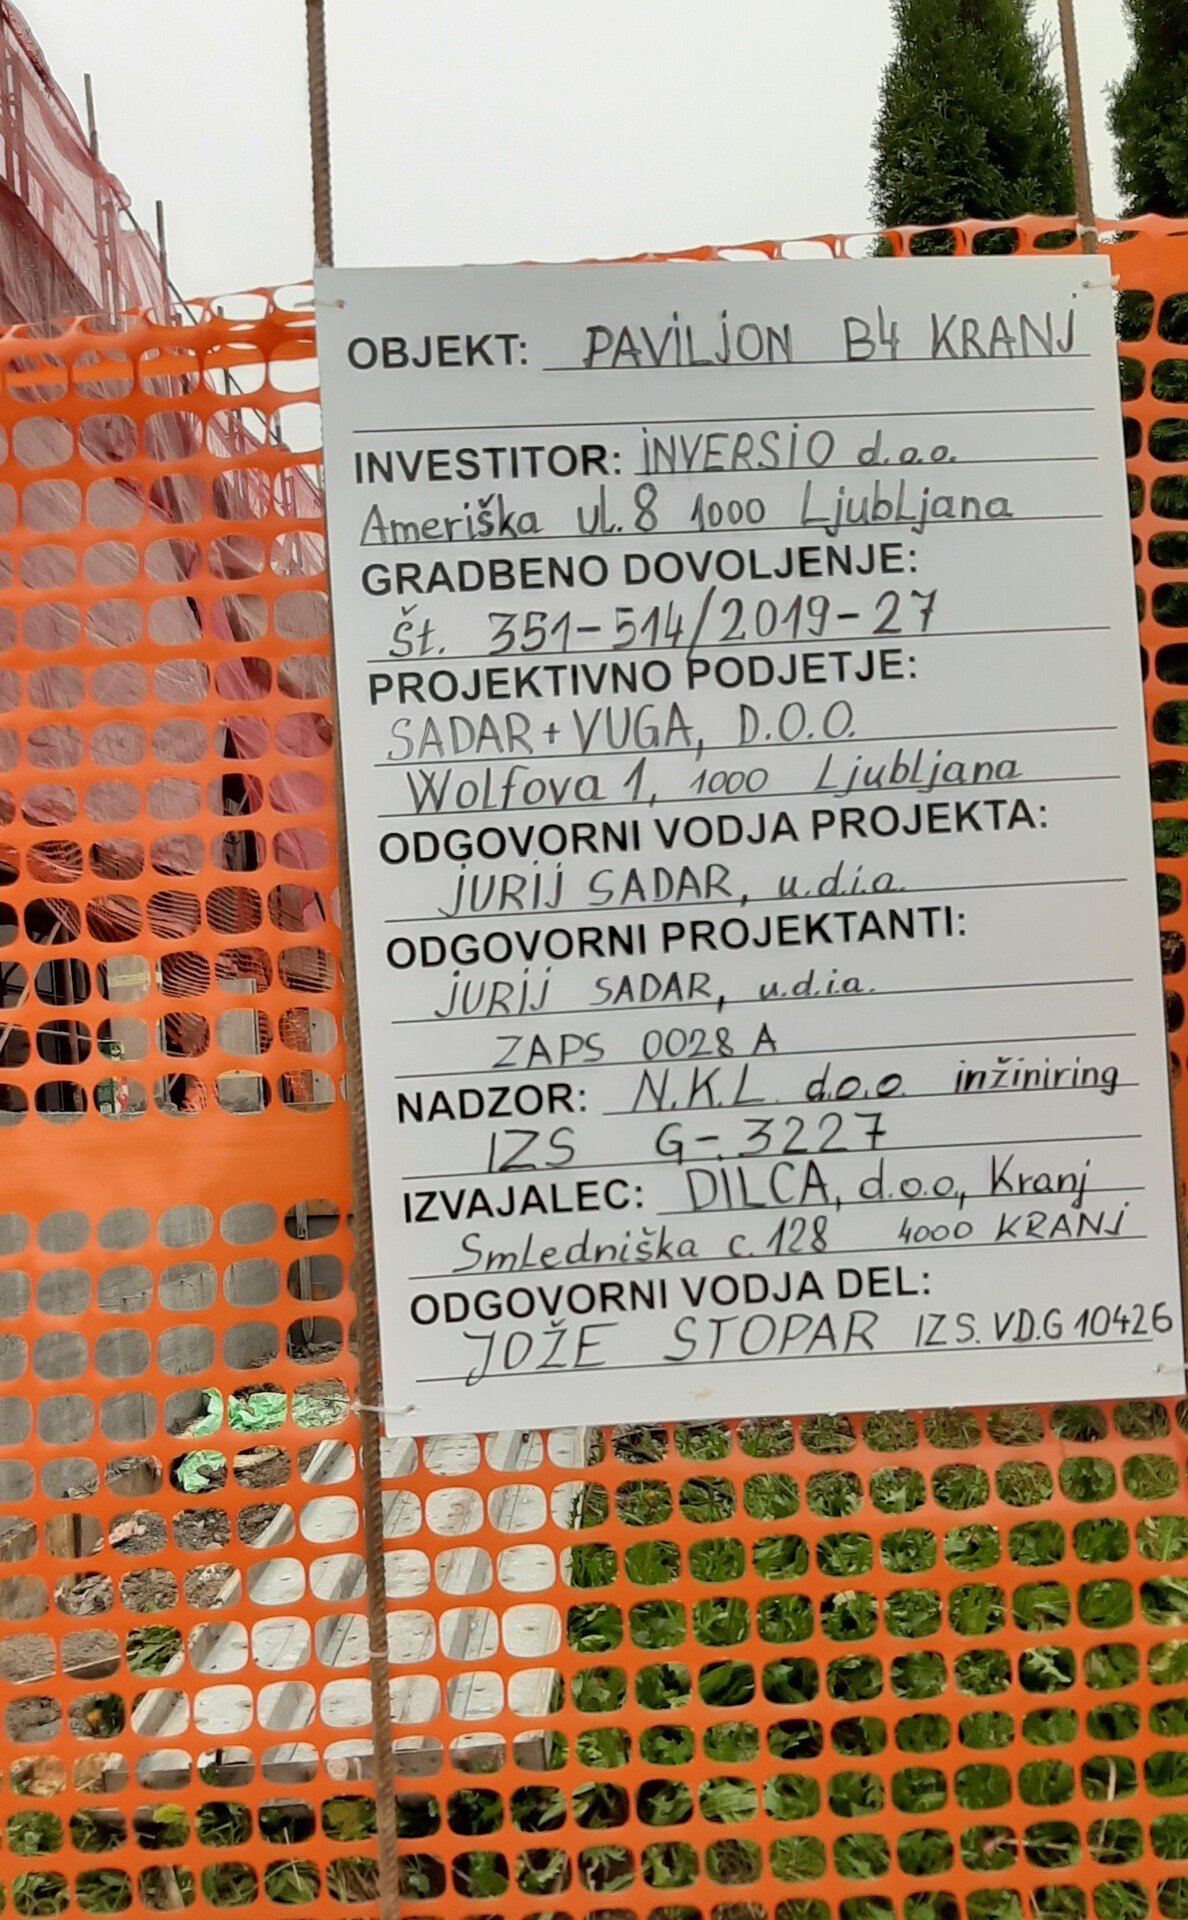 OBJEKT: PAVILJON B4 KRANJ
INVESTITOR: INVERSIO d.o.o.
Ameriška ul. 8 1000 Ljubljana
GRADBENO DOVOLJENJE:
Št. 351-514/2019-27
PROJEKTIVNO PODJETJE:
SADAR + VUGA, D.O.O.
Wolfova 1, 1000 Ljubljana
ODGOVORNI VODJA PROJEKTA:
JURIJ SADAR, u.d.i.a.
ODGOVORNI PROJEKTANTI:
JURIJ SADAR, u.d.i.a.
ZAPS 0028 A
NADZOR: N.K.L. d.o.o. inžiniring
IZS G-3227
IZVAJALEC: DILCA, d.o.o, Kranj
Smledniška c. 128 4000 KRANJ
ODGOVORNI VODJA DEL:
JOŽE STOPAR IZS. VD.G 10426